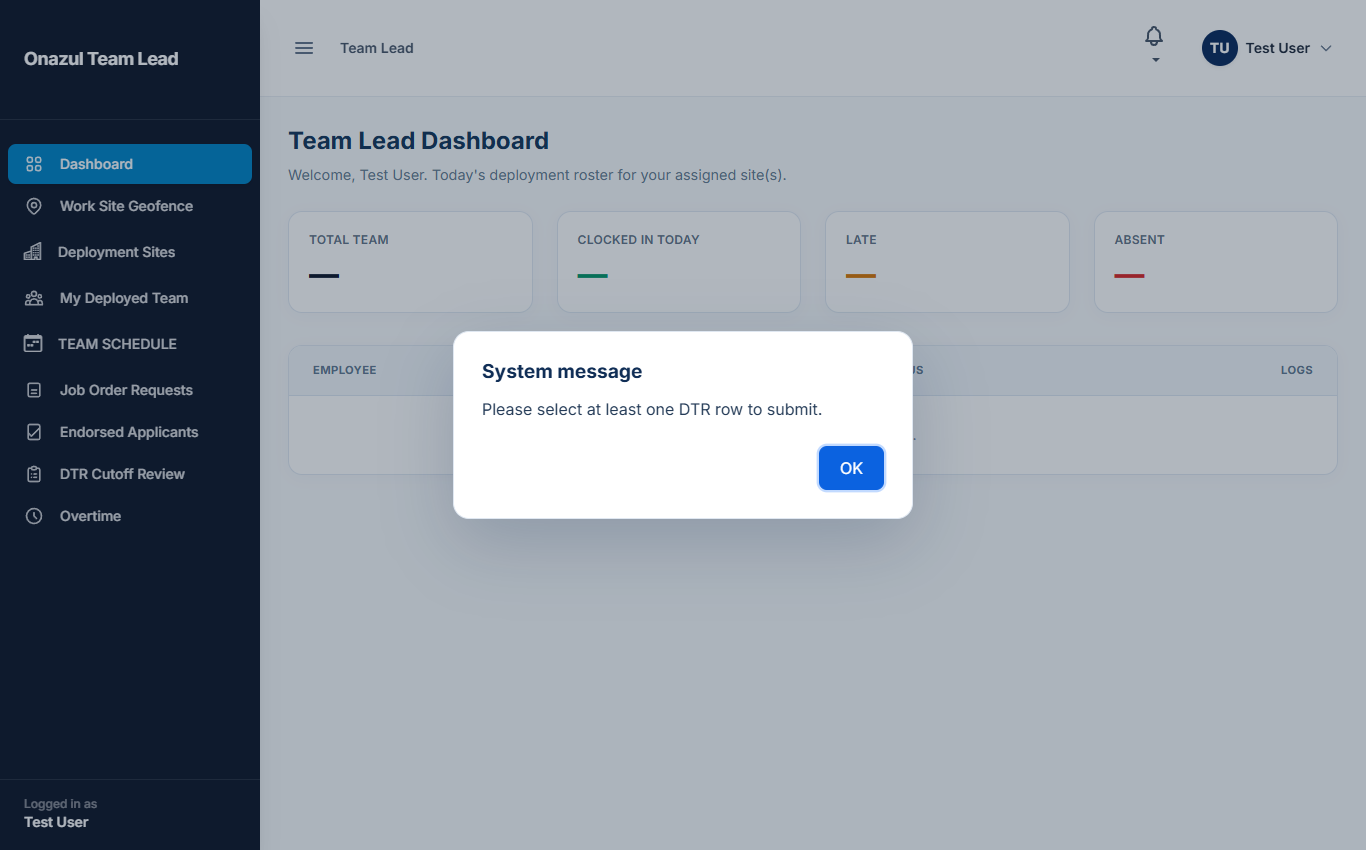 Onazul Team Lead
Team Lead
TU
Test User
Dashboard
Work Site Geofence
Deployment Sites
My Deployed Team
TEAM SCHEDULE
Job Order Requests
Endorsed Applicants
DTR Cutoff Review
Overtime
Logged in as
Test User
Team Lead Dashboard
Welcome, Test User. Today's deployment roster for your assigned site(s).
TOTAL TEAM
CLOCKED IN TODAY
LATE
ABSENT
—
—
—
—
EMPLOYEE
LOGS
System message
Please select at least one DTR row to submit.
OK